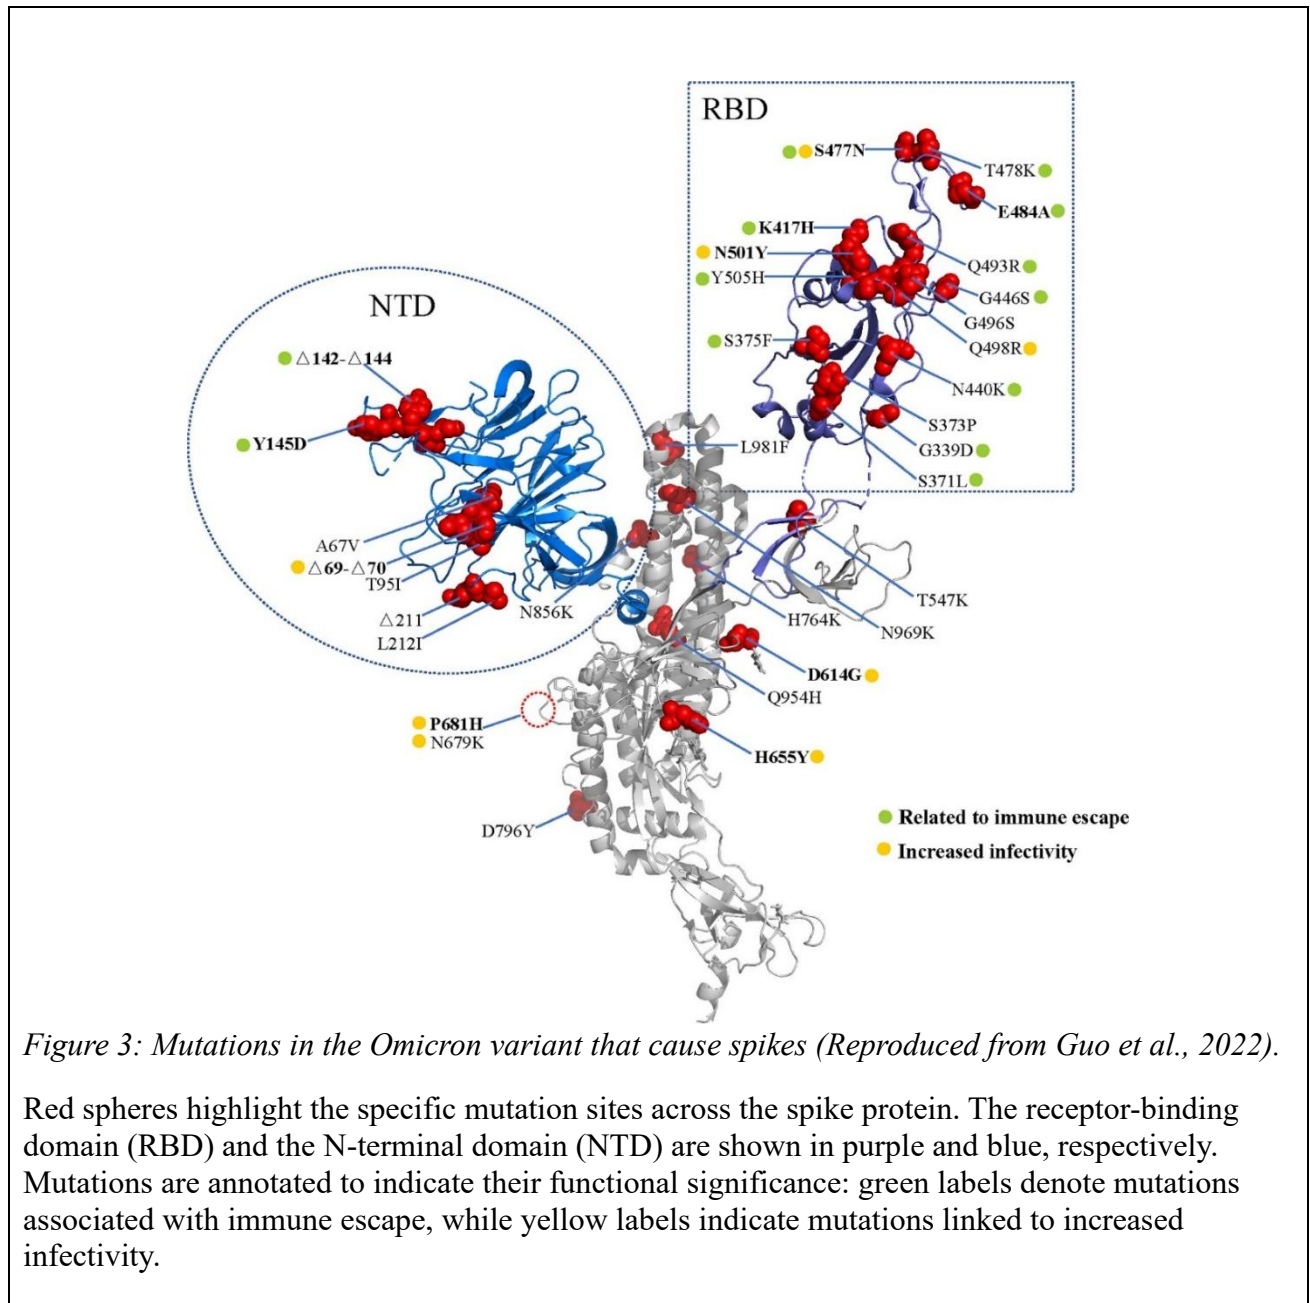 RBD
S477N
T478K
E484A
K417H
N501Y
Q493R
Y505H
G446S
G496S
S375F
Q498R
N440K
S373P
G339D
S371L
NTD
△142-△144
Y145D
L981F
A67V
△69-△70
T95I
△211
L212I
N856K
T547K
H764K
N969K
D614G
Q954H
P681H
N679K
H655Y
D796Y
Related to immune escape
Increased infectivity
Figure 3: Mutations in the Omicron variant that cause spikes (Reproduced from Guo et al., 2022).
Red spheres highlight the specific mutation sites across the spike protein. The receptor-binding
domain (RBD) and the N-terminal domain (NTD) are shown in purple and blue, respectively.
Mutations are annotated to indicate their functional significance: green labels denote mutations
associated with immune escape, while yellow labels indicate mutations linked to increased
infectivity.